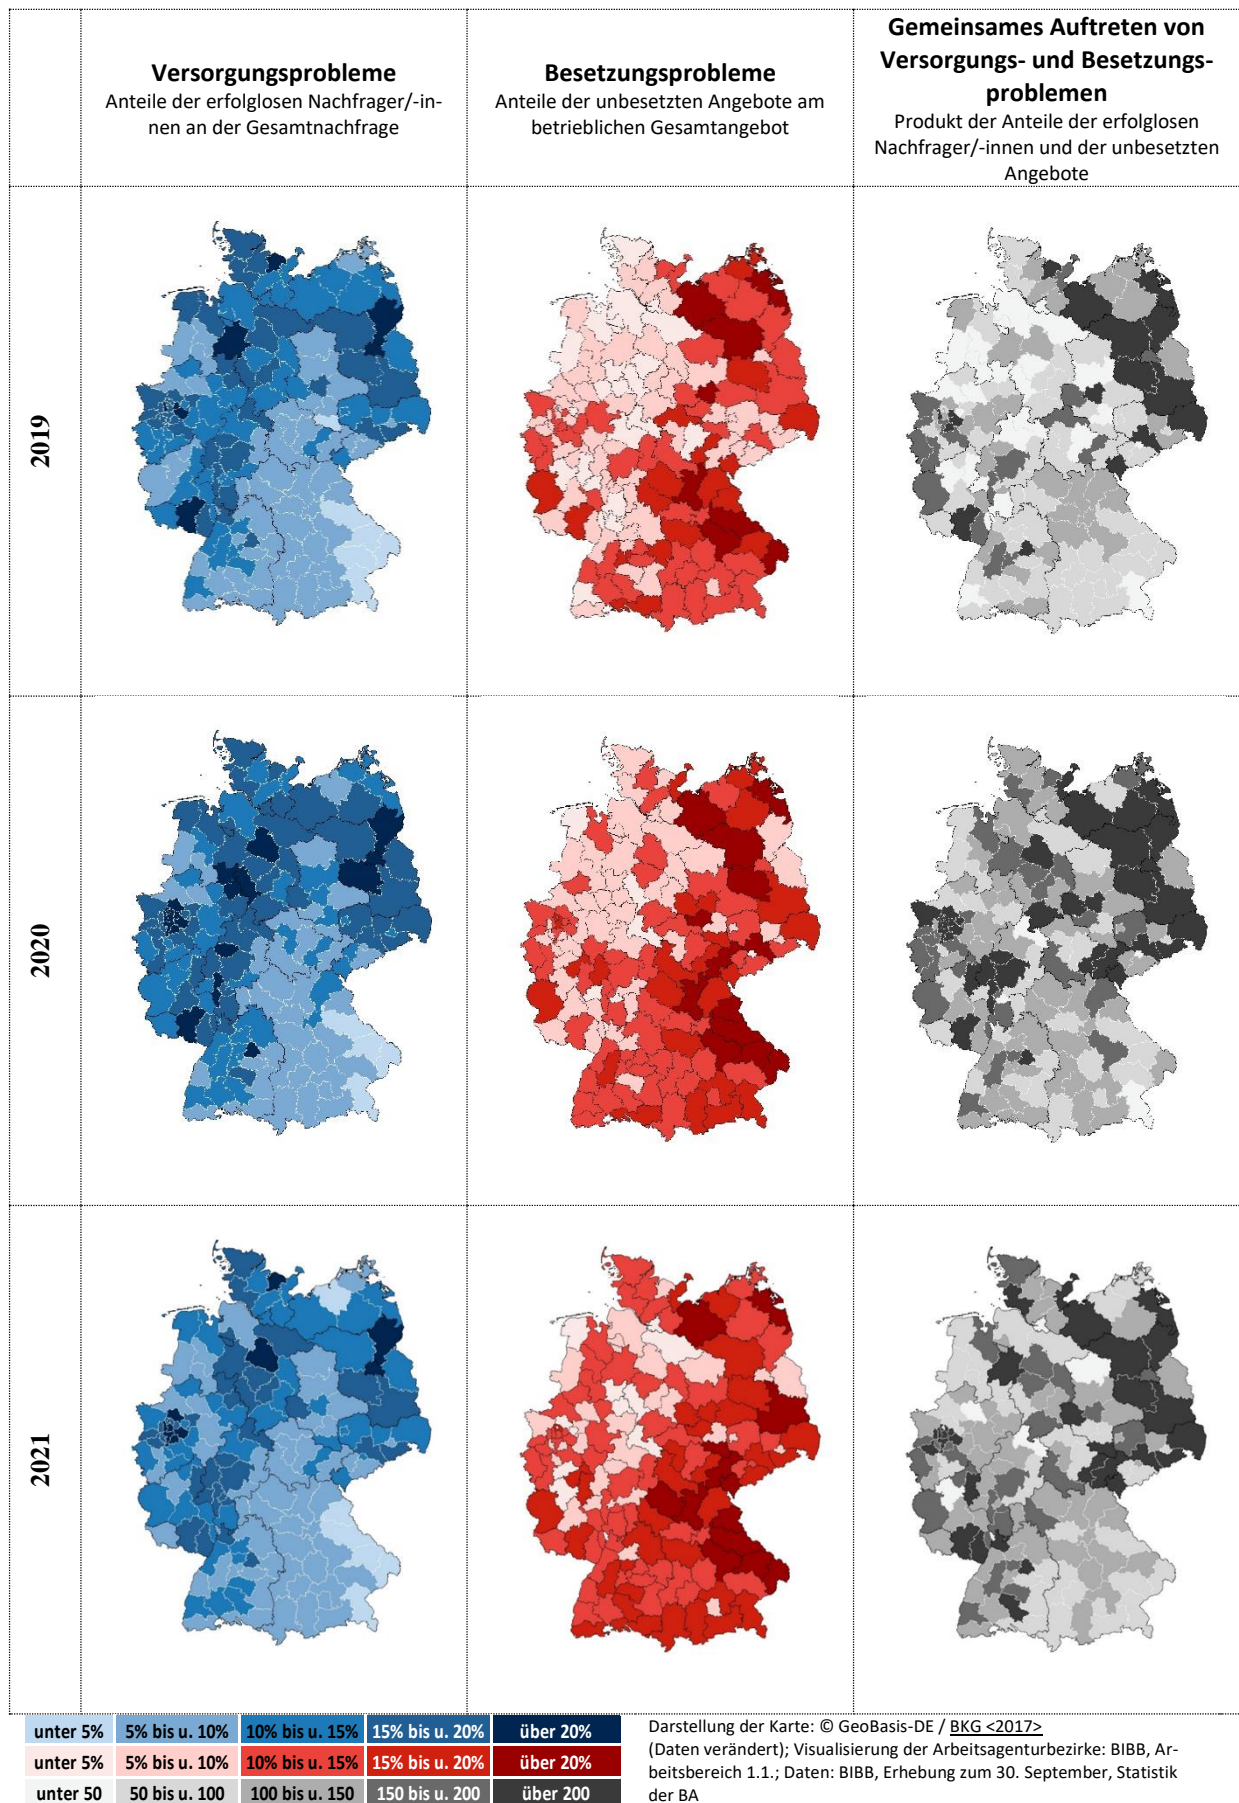 Versorgungsprobleme
Anteile der erfolglosen Nachfrager/-in-
nen an der Gesamtnachfrage
Besetzungsprobleme
Anteile der unbesetzten Angebote am
betrieblichen Gesamtangebot
Gemeinsames Auftreten von
Versorgungs- und Besetzungs-
problemen
Produkt der Anteile der erfolglosen
Nachfrager/-innen und der unbesetzten
Angebote
2019
2020
2021
unter 5% 5% bis u. 10% 10% bis u. 15% 15% bis u. 20% über 20%
unter 5% 5% bis u. 10% 10% bis u. 15% 15% bis u. 20% über 20%
unter 50 50 bis u. 100 100 bis u. 150 150 bis u. 200 über 200
Darstellung der Karte: © GeoBasis-DE / BKG <2017>
(Daten verändert); Visualisierung der Arbeitsagenturbezirke: BIBB, Ar-
beitsbereich 1.1.; Daten: BIBB, Erhebung zum 30. September, Statistik
der BA